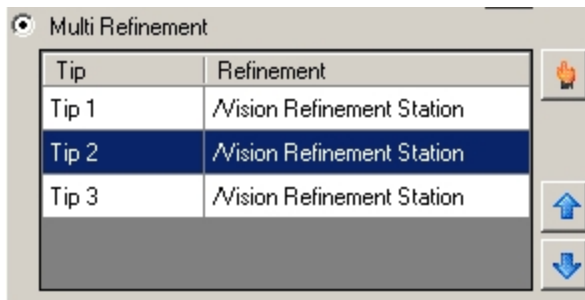 Multi Refinement
Tip Refinement
Tip 1 /Vision Refinement Station
Tip 2 /Vision Refinement Station
Tip 3 /Vision Refinement Station